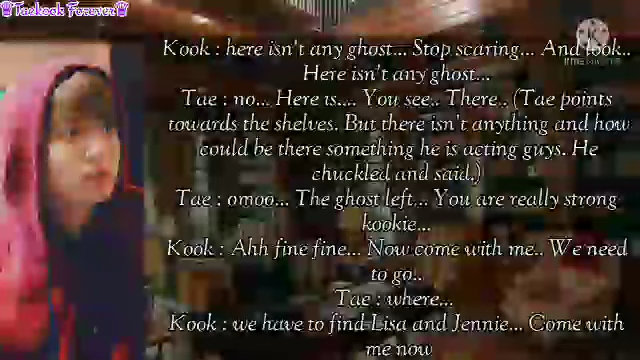 ♛Taekook Forever♛
Kook : here isn't any ghost... Stop scaring... And look..
Here isn't any ghost...
Tae : no... Here is.... You see.. There.. (Tae points
towards the shelves. But there isn't anything and how
could be there something he is acting guys. He
chuckled and said.)
Tae : omoo... The ghost left... You are really strong
kookie...
Kook : Ahh fine fine... Now come with me.. We need
to go..
Tae : where...
Kook : we have to find Lisa and Jennie... Come with
me now